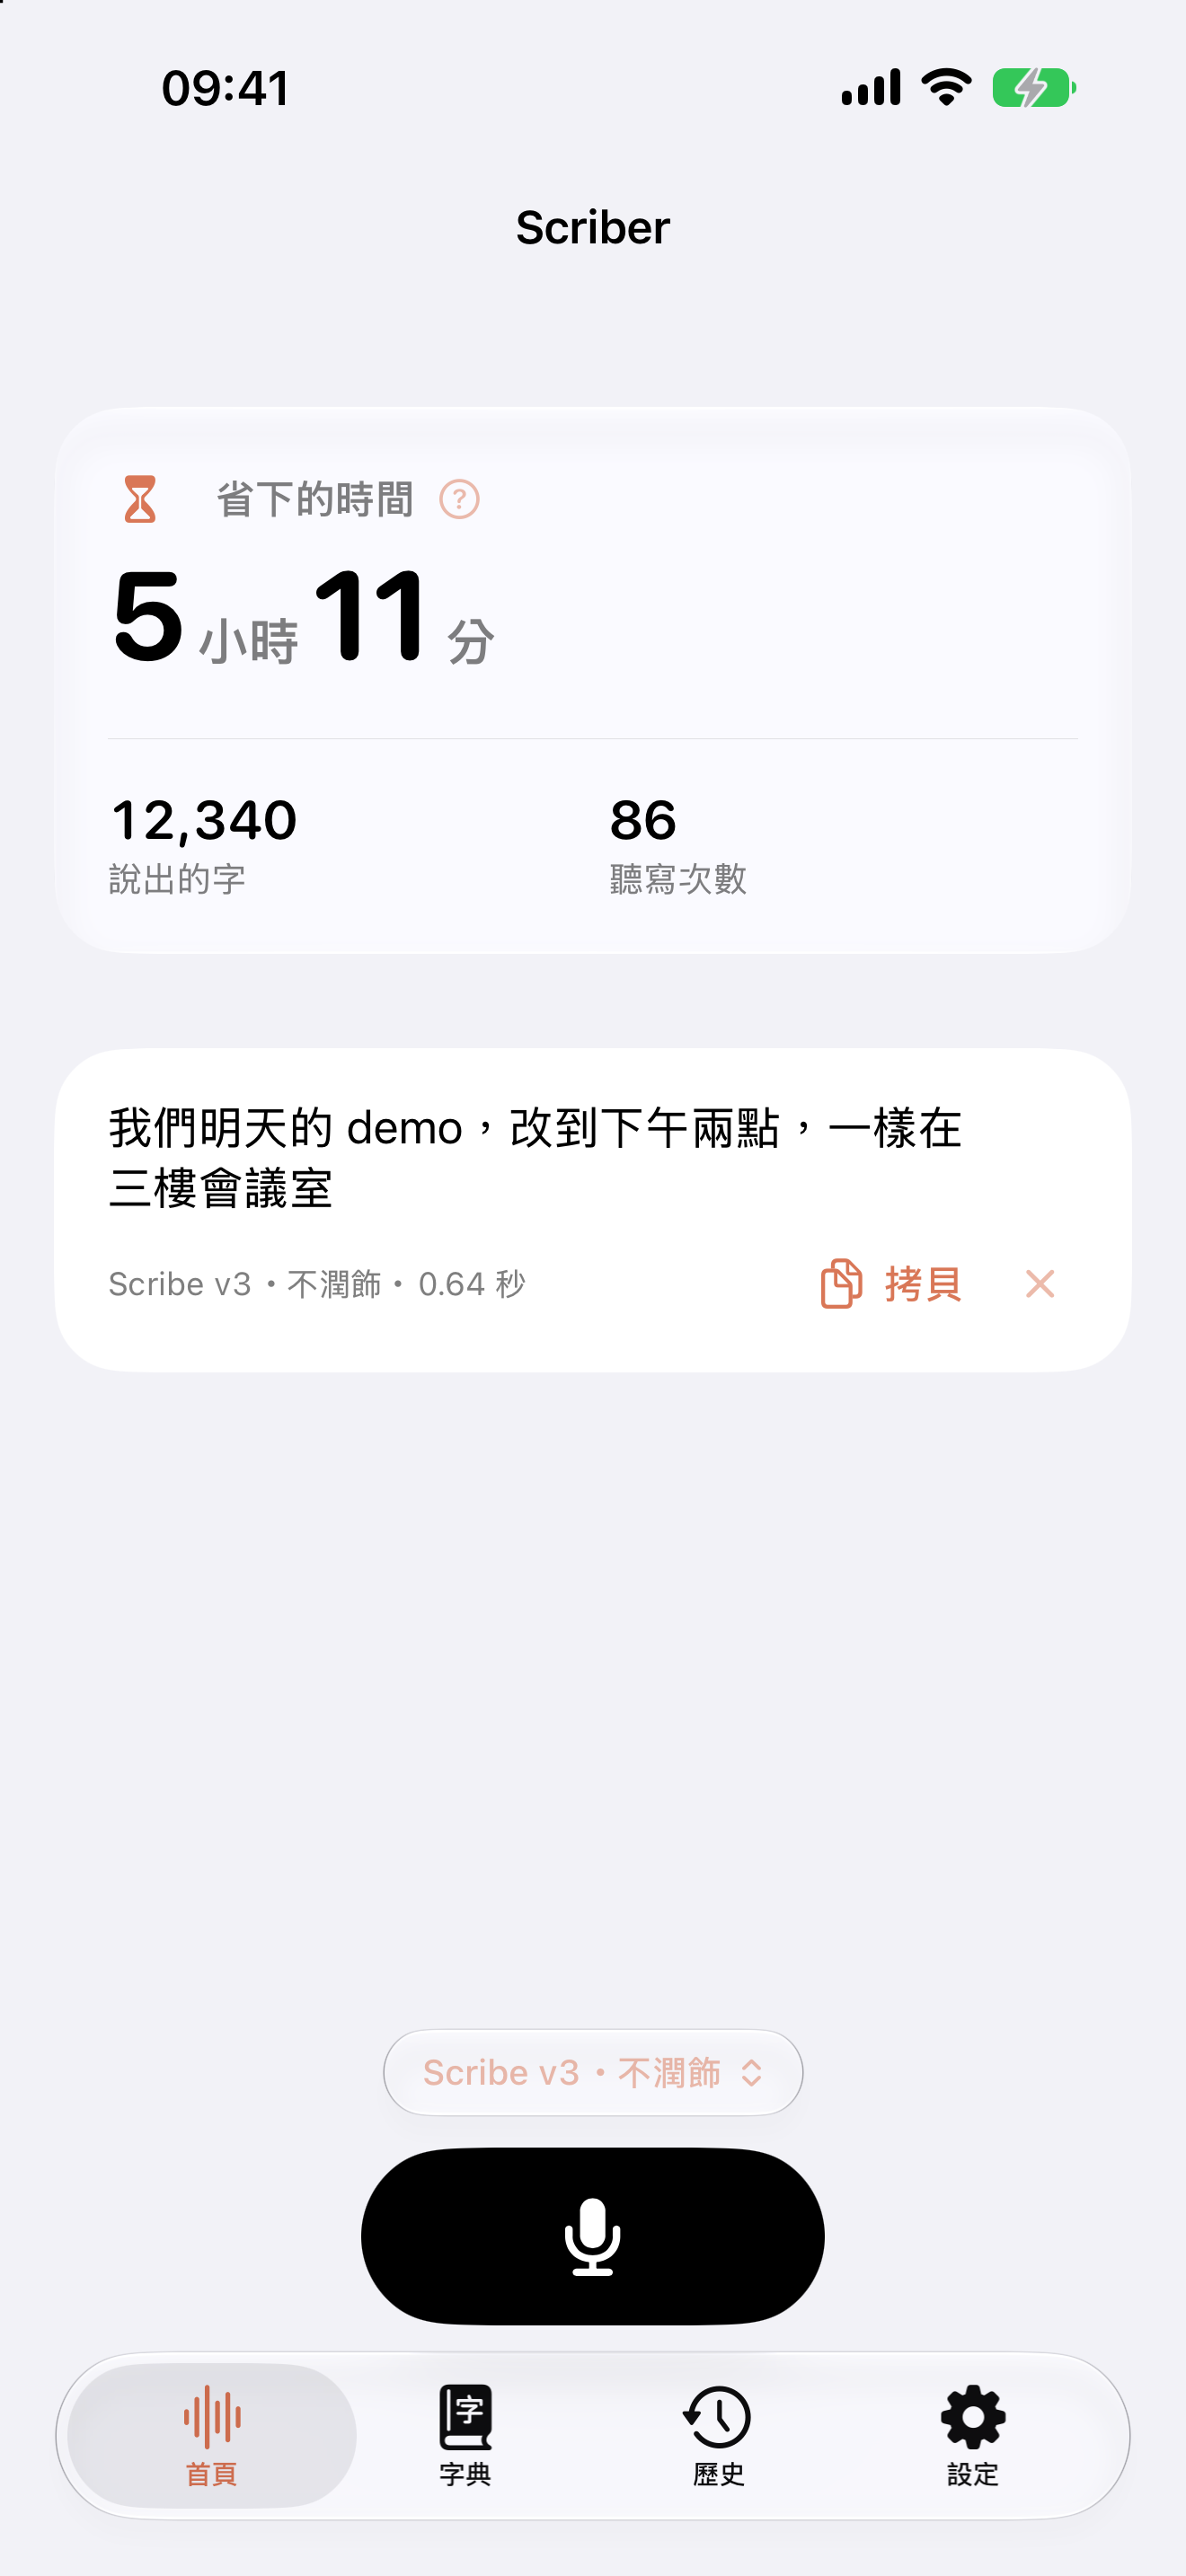 09:41
Scriber
省下的時間 ?
5 小時 11 分
12,340
說出的字
86
聽寫次數
我們明天的 demo，改到下午兩點，一樣在
三樓會議室
Scribe v3・不潤飾・0.64 秒
拷貝
Scribe v3・不潤飾
字
首頁
字典
歷史
設定